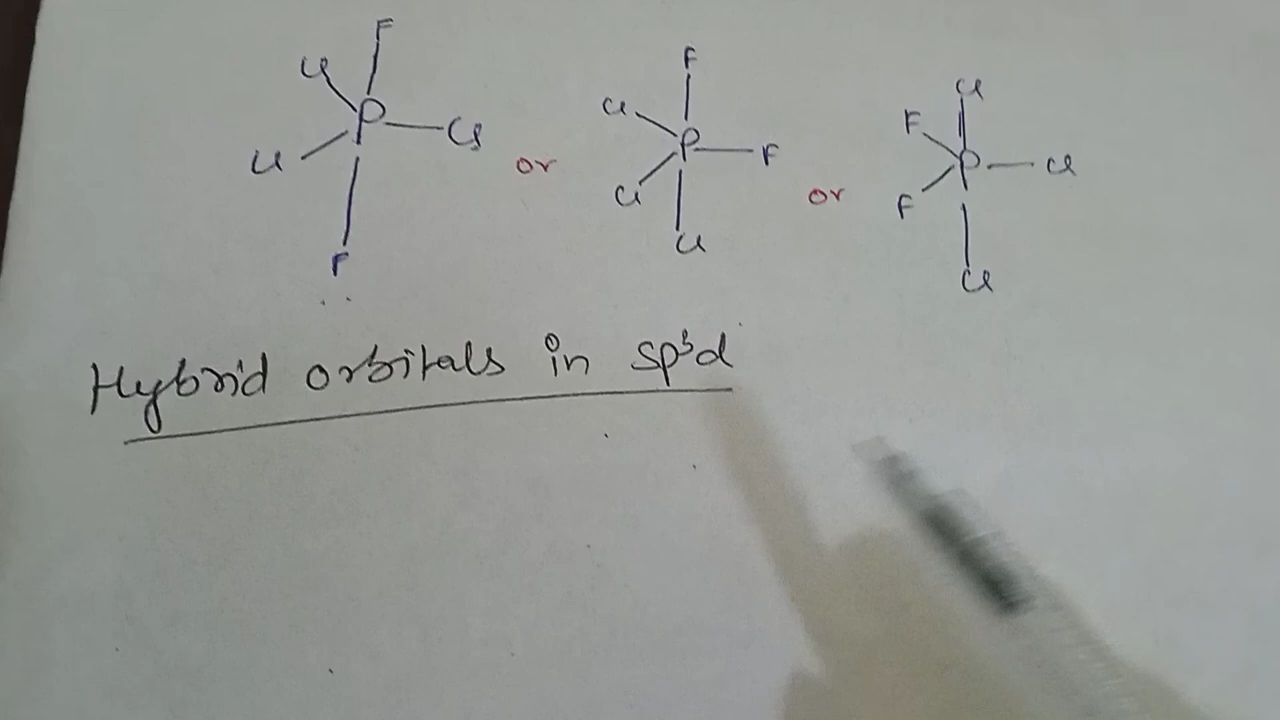 F F Cl
Cl Cl F
P P P
Cl F Cl
Cl or Cl or F
F Cl Cl
Hybrid orbitals in sp³d